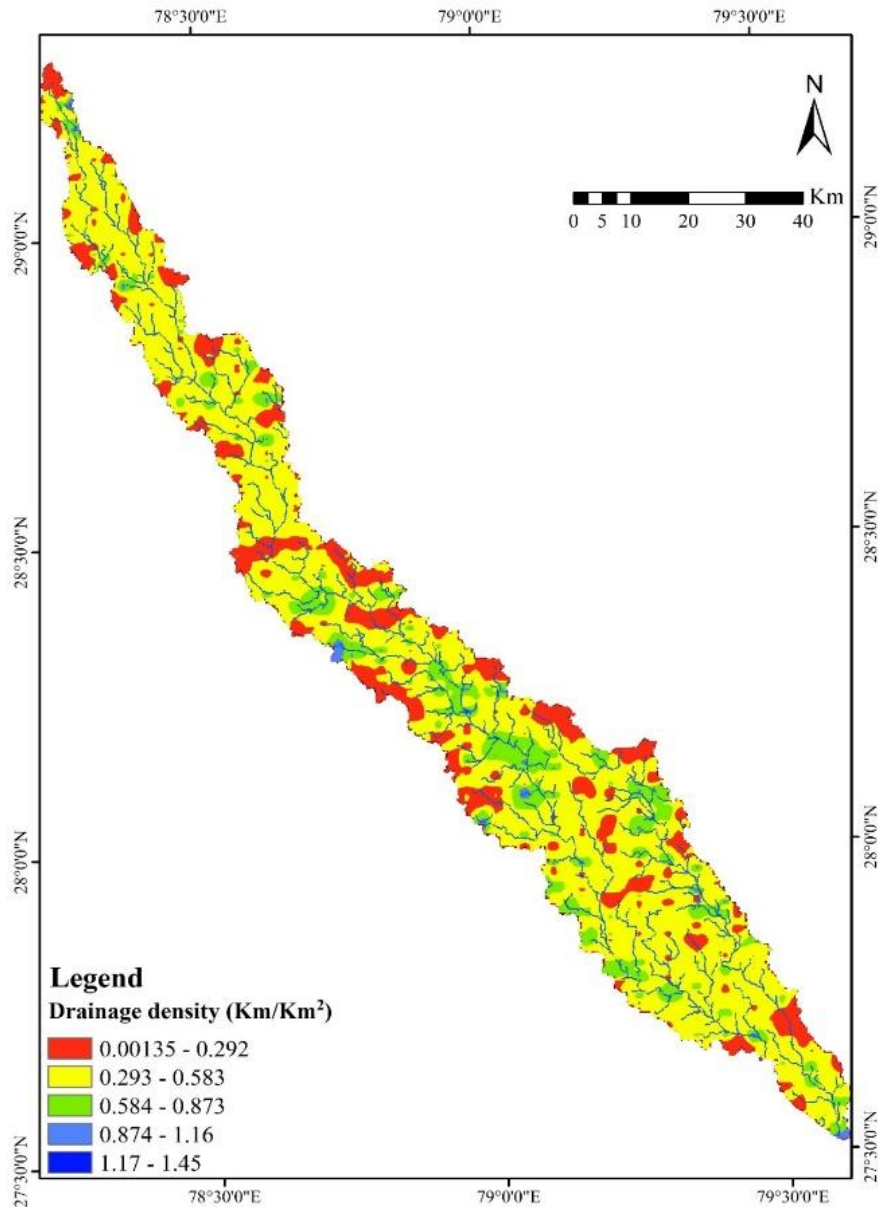 78°30'0"E 79°0'0"E 79°30'0"E
N
Km
0 5 10 20 30 40
29°0'0"N 29°0'0"N
28°30'0"N 28°30'0"N
28°0'0"N 28°0'0"N
27°30'0"N 27°30'0"N
Legend
Drainage density (Km/Km²)
0.00135 - 0.292
0.293 - 0.583
0.584 - 0.873
0.874 - 1.16
1.17 - 1.45
78°30'0"E 79°0'0"E 79°30'0"E